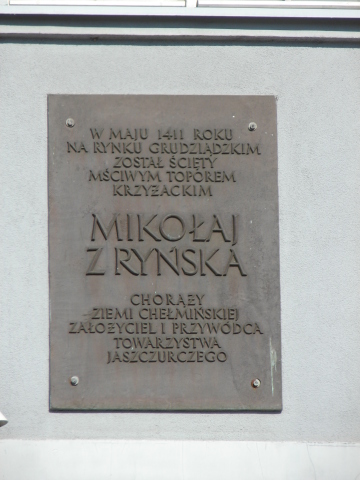 W MAJU 1411 ROKU
NA RYNKU GRUDZIĄDZKIM
ZOSTAŁ ŚCIĘTY
MŚCIWYM TOPOREM
KRZYŻACKIM
MIKOŁAJ
Z RYŃSKA
CHORĄŻY
ZIEMI CHEŁMIŃSKIEJ
ZAŁOŻYCIEL I PRZYWÓDCA
TOWARZYSTWA
JASZCZURCZEGO